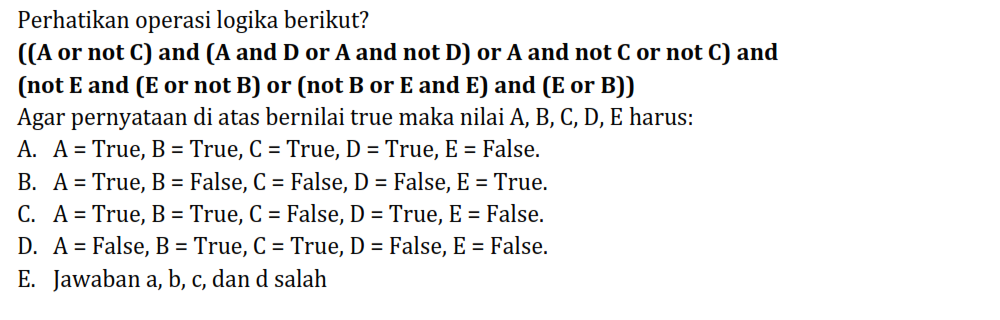 Perhatikan operasi logika berikut?
((A or not C) and (A and D or A and not D) or A and not C or not C) and
(not E and (E or not B) or (not B or E and E) and (E or B))
Agar pernyataan di atas bernilai true maka nilai A, B, C, D, E harus:
A. A = True, B = True, C = True, D = True, E = False.
B. A = True, B = False, C = False, D = False, E = True.
C. A = True, B = True, C = False, D = True, E = False.
D. A = False, B = True, C = True, D = False, E = False.
E. Jawaban a, b, c, dan d salah